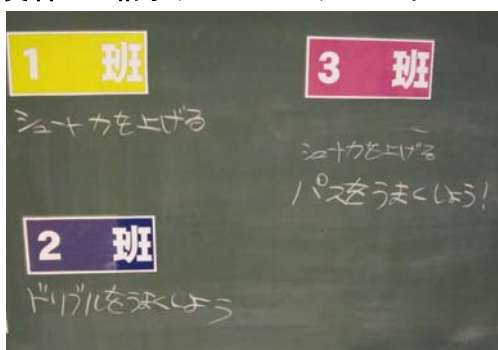 1 班
シュート力を上げる
2 班
ドリブルをうまくしよう
3 班
シュート力を上げる
パスをうまくしよう!